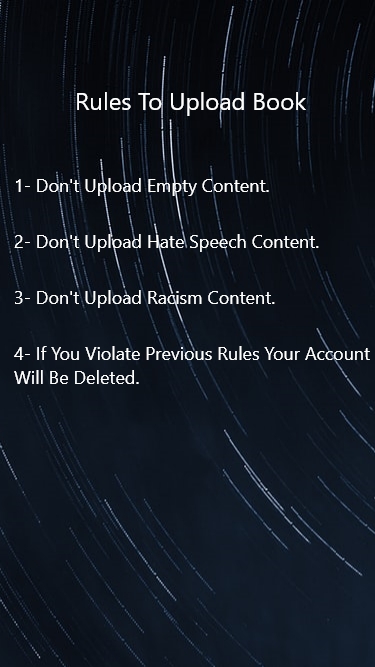 Rules To Upload Book
1- Don't Upload Empty Content.
2- Don't Upload Hate Speech Content.
3- Don't Upload Racism Content.
4- If You Violate Previous Rules Your Account
Will Be Deleted.